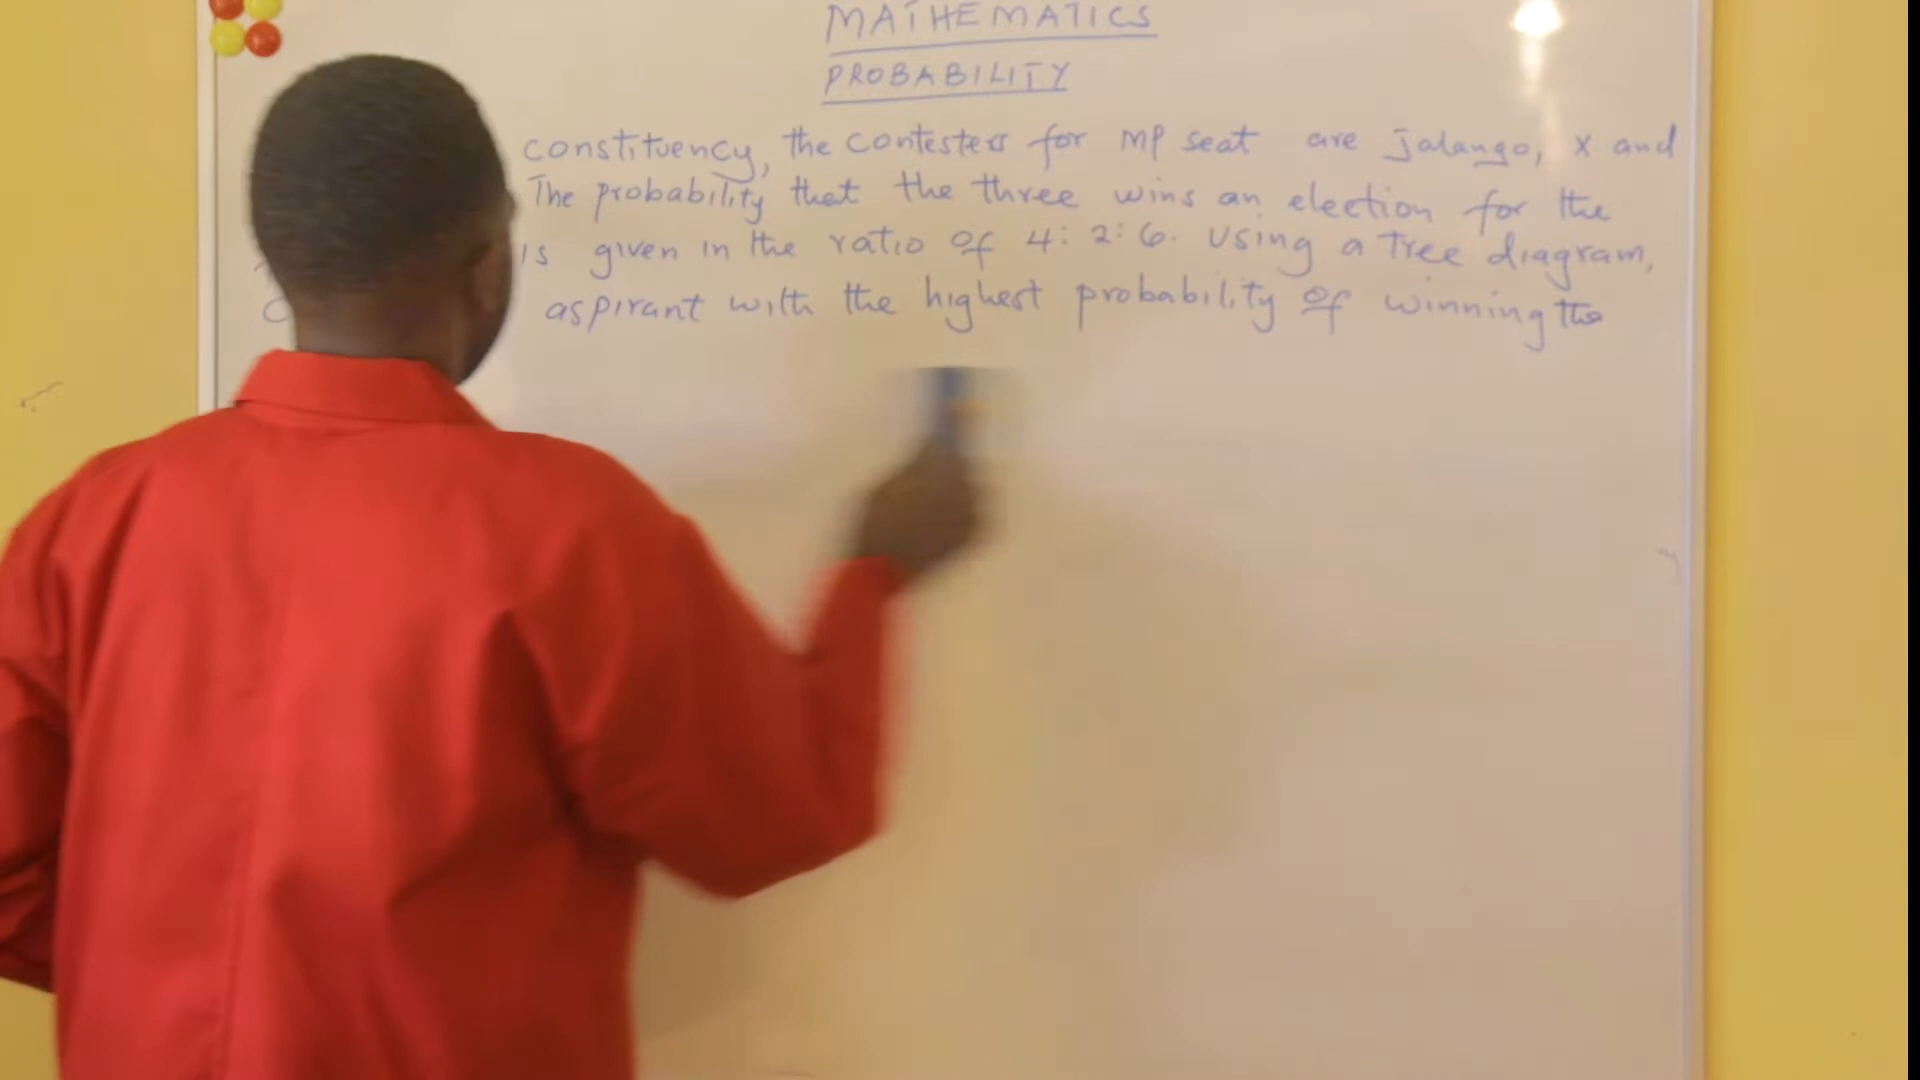 MATHEMATICS
PROBABILITY
constituency, the contesters for MP seat are Jalango, X and
The probability that the three wins an election for the
is given in the ratio of 4:2:6. Using a tree diagram,
aspirant with the highest probability of winning the